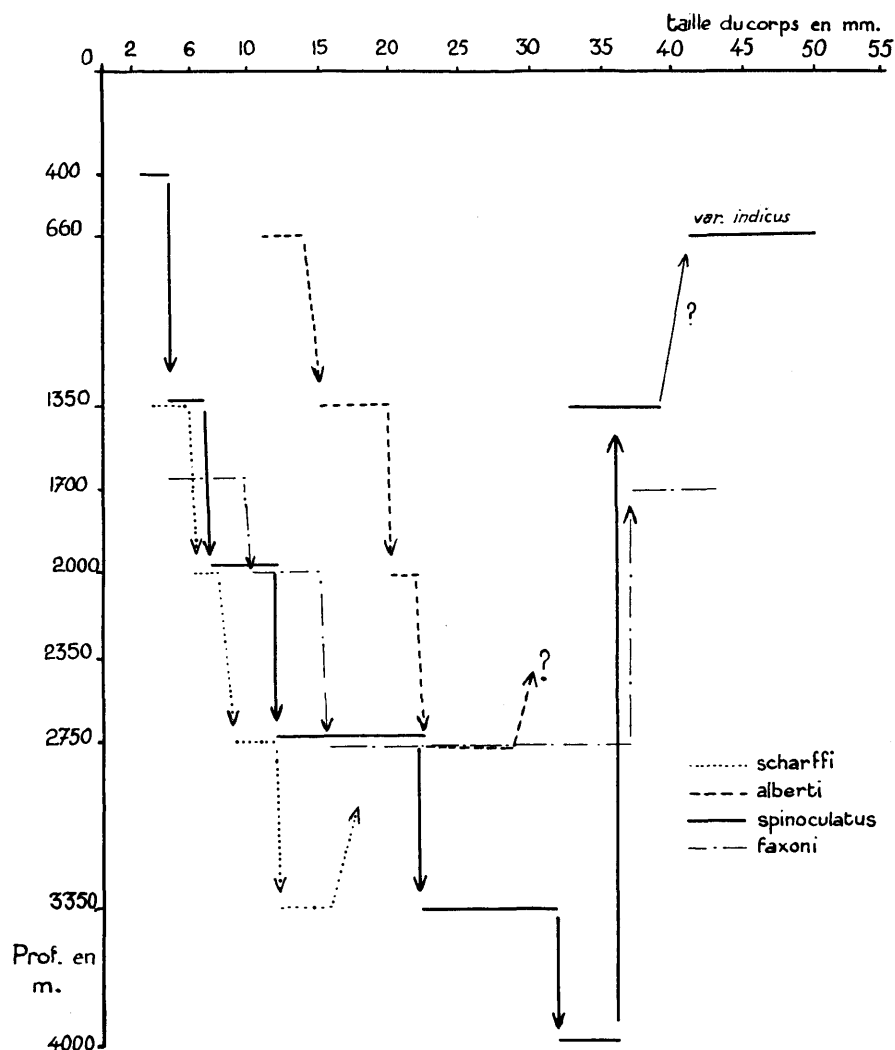 taille du corps en mm.
0 2 6 10 15 20 25 30 35 40 45 50 55
400
660
var. indicus
?
1350
1700
2000
2350
?
2750
scharffi
alberti
spinoculatus
faxoni
3350
Prof. en
m.
4000